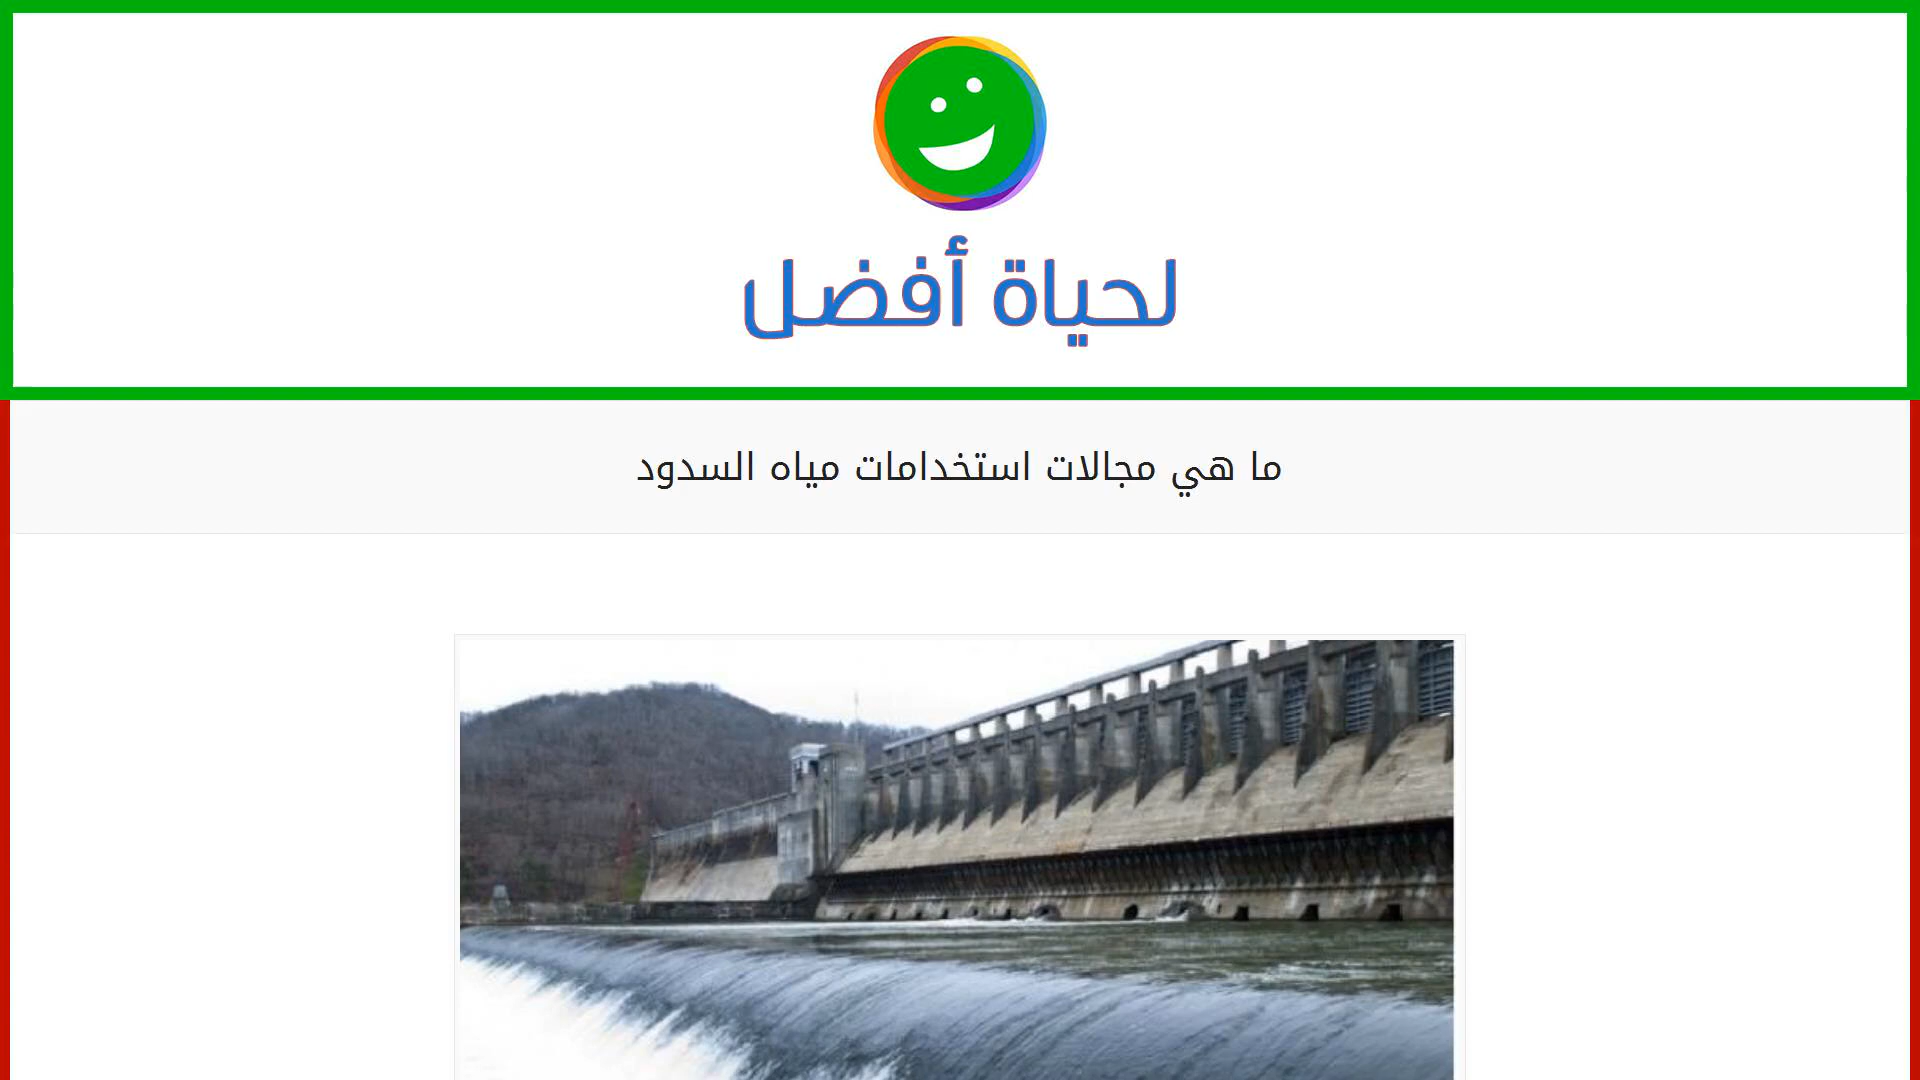 لحياة أفضل
ما هي مجالات استخدامات مياه السدود